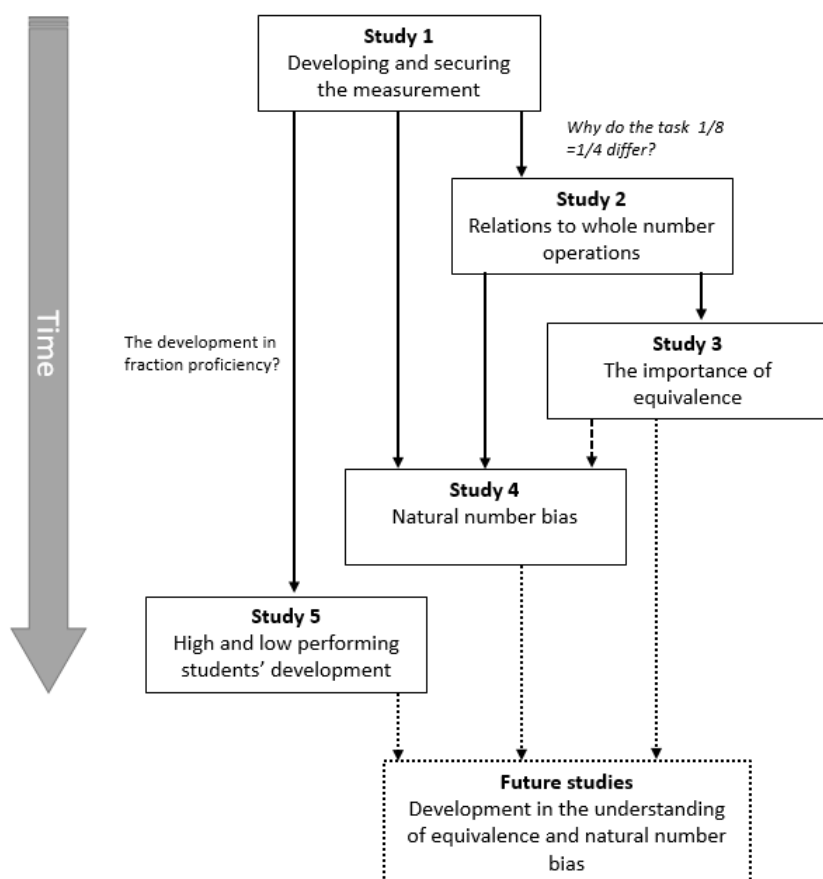 Study 1
Developing and securing
the measurement
Why do the task 1/8
=1/4 differ?
Study 2
Relations to whole number
operations
Time
The development in
fraction proficiency?
Study 3
The importance of
equivalence
Study 4
Natural number bias
Study 5
High and low performing
students’ development
Future studies
Development in the understanding
of equivalence and natural number
bias